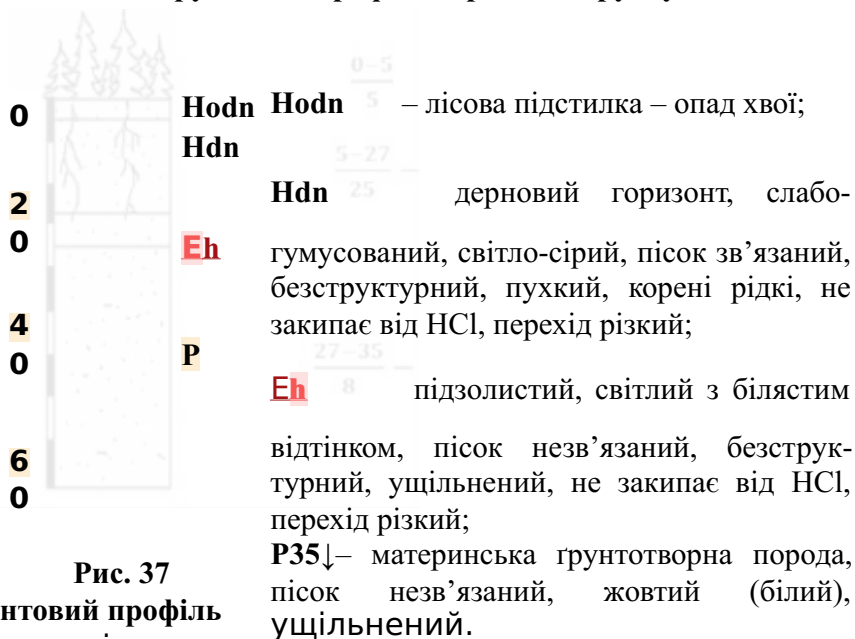 0
2
0
4
0
6
0
Hodn
Hdn
Eh
P
Hodn 0–5/5 – лісова підстилка – опад хвої;
Hdn 5–27/25 – дерновий горизонт, слабо-
гумусований, світло-сірий, пісок зв’язаний,
безструктурний, пухкий, корені рідкі, не
закипає від HCl, перехід різкий;
Eh 27–35/8 – підзолистий, світлий з білястим
відтінком, пісок незв’язаний, безструк-
турний, ущільнений, не закипає від HCl,
перехід різкий;
P35↓– материнська ґрунтотворна порода,
пісок незв’язаний, жовтий (білий),
ущільнений.
Рис. 37
нтовий профіль